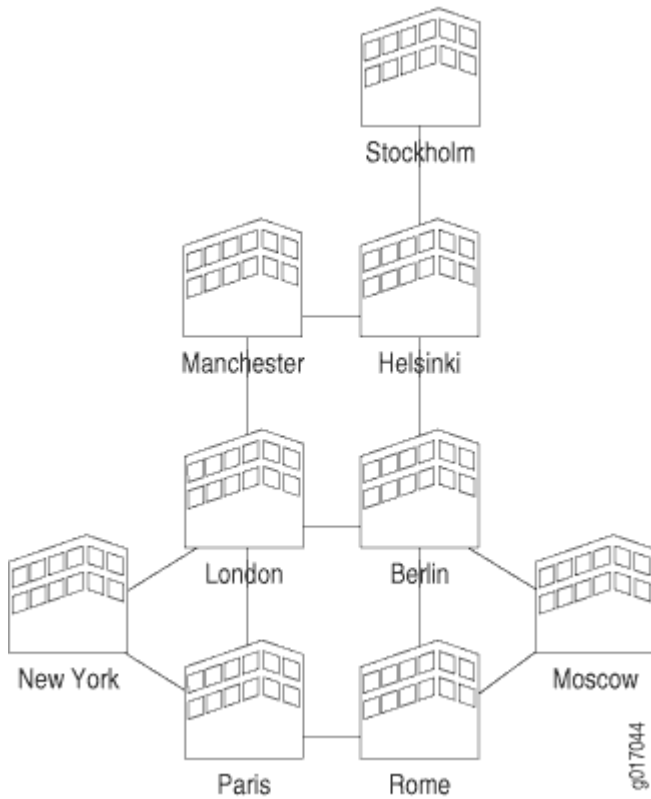 Stockholm
Manchester
Helsinki
London
Berlin
New York
Moscow
Paris
Rome
g017044